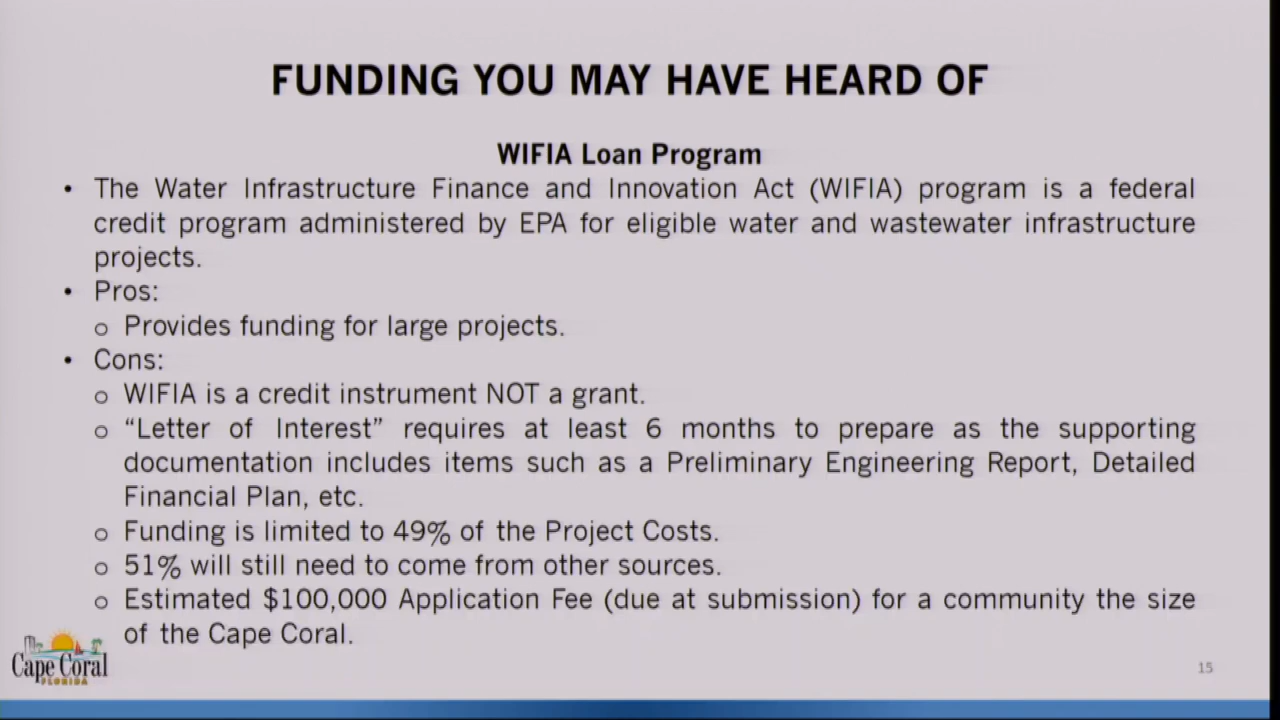 FUNDING YOU MAY HAVE HEARD OF
WIFIA Loan Program
• The Water Infrastructure Finance and Innovation Act (WIFIA) program is a federal
credit program administered by EPA for eligible water and wastewater infrastructure
projects.
• Pros:
o Provides funding for large projects.
• Cons:
o WIFIA is a credit instrument NOT a grant.
o “Letter of Interest” requires at least 6 months to prepare as the supporting
documentation includes items such as a Preliminary Engineering Report, Detailed
Financial Plan, etc.
o Funding is limited to 49% of the Project Costs.
o 51% will still need to come from other sources.
o Estimated $100,000 Application Fee (due at submission) for a community the size
of the Cape Coral.
Cape Coral
FLORIDA
15